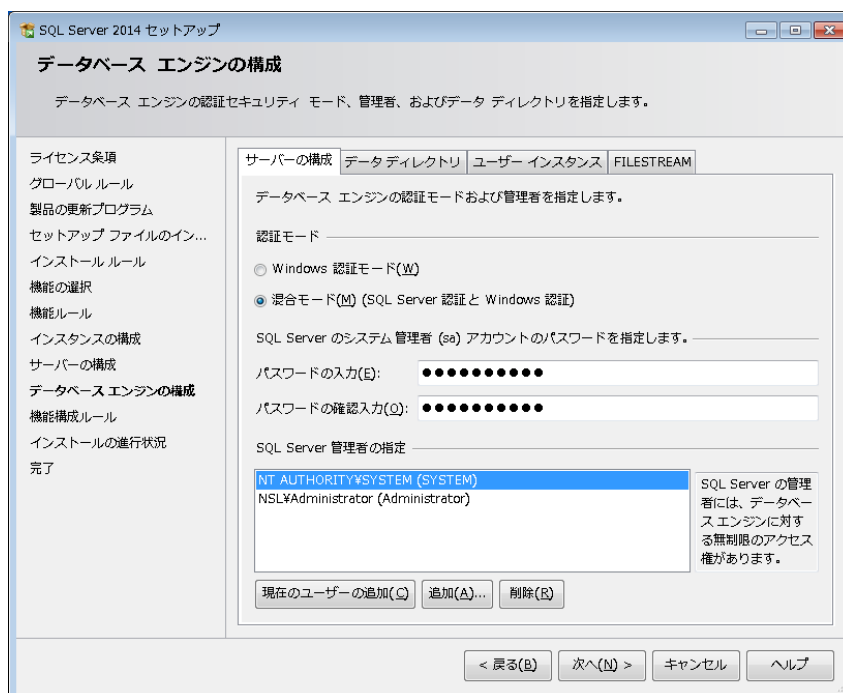 SQL Server 2014 セットアップ
データベース エンジンの構成
データベース エンジンの認証セキュリティ モード、管理者、およびデータ ディレクトリを指定します。
ライセンス条項
グローバル ルール
製品の更新プログラム
セットアップ ファイルのイン...
インストール ルール
機能の選択
機能ルール
インスタンスの構成
サーバーの構成
データベース エンジンの構成
機能構成ルール
インストールの進行状況
完了
サーバーの構成 データ ディレクトリ ユーザー インスタンス FILESTREAM
データベース エンジンの認証モードおよび管理者を指定します。
認証モード
Windows 認証モード(W)
混合モード(M) (SQL Server 認証と Windows 認証)
SQL Server のシステム管理者 (sa) アカウントのパスワードを指定します。
パスワードの入力(E): ●●●●●●●●●●
パスワードの確認入力(O): ●●●●●●●●●●
SQL Server 管理者の指定
NT AUTHORITY¥SYSTEM (SYSTEM)
NSL¥Administrator (Administrator)
SQL Server の管理
者には、データベー
ス エンジンに対す
る無制限のアクセス
権があります。
現在のユーザーの追加(C) 追加(A)... 削除(R)
< 戻る(B) 次へ(N) > キャンセル ヘルプ